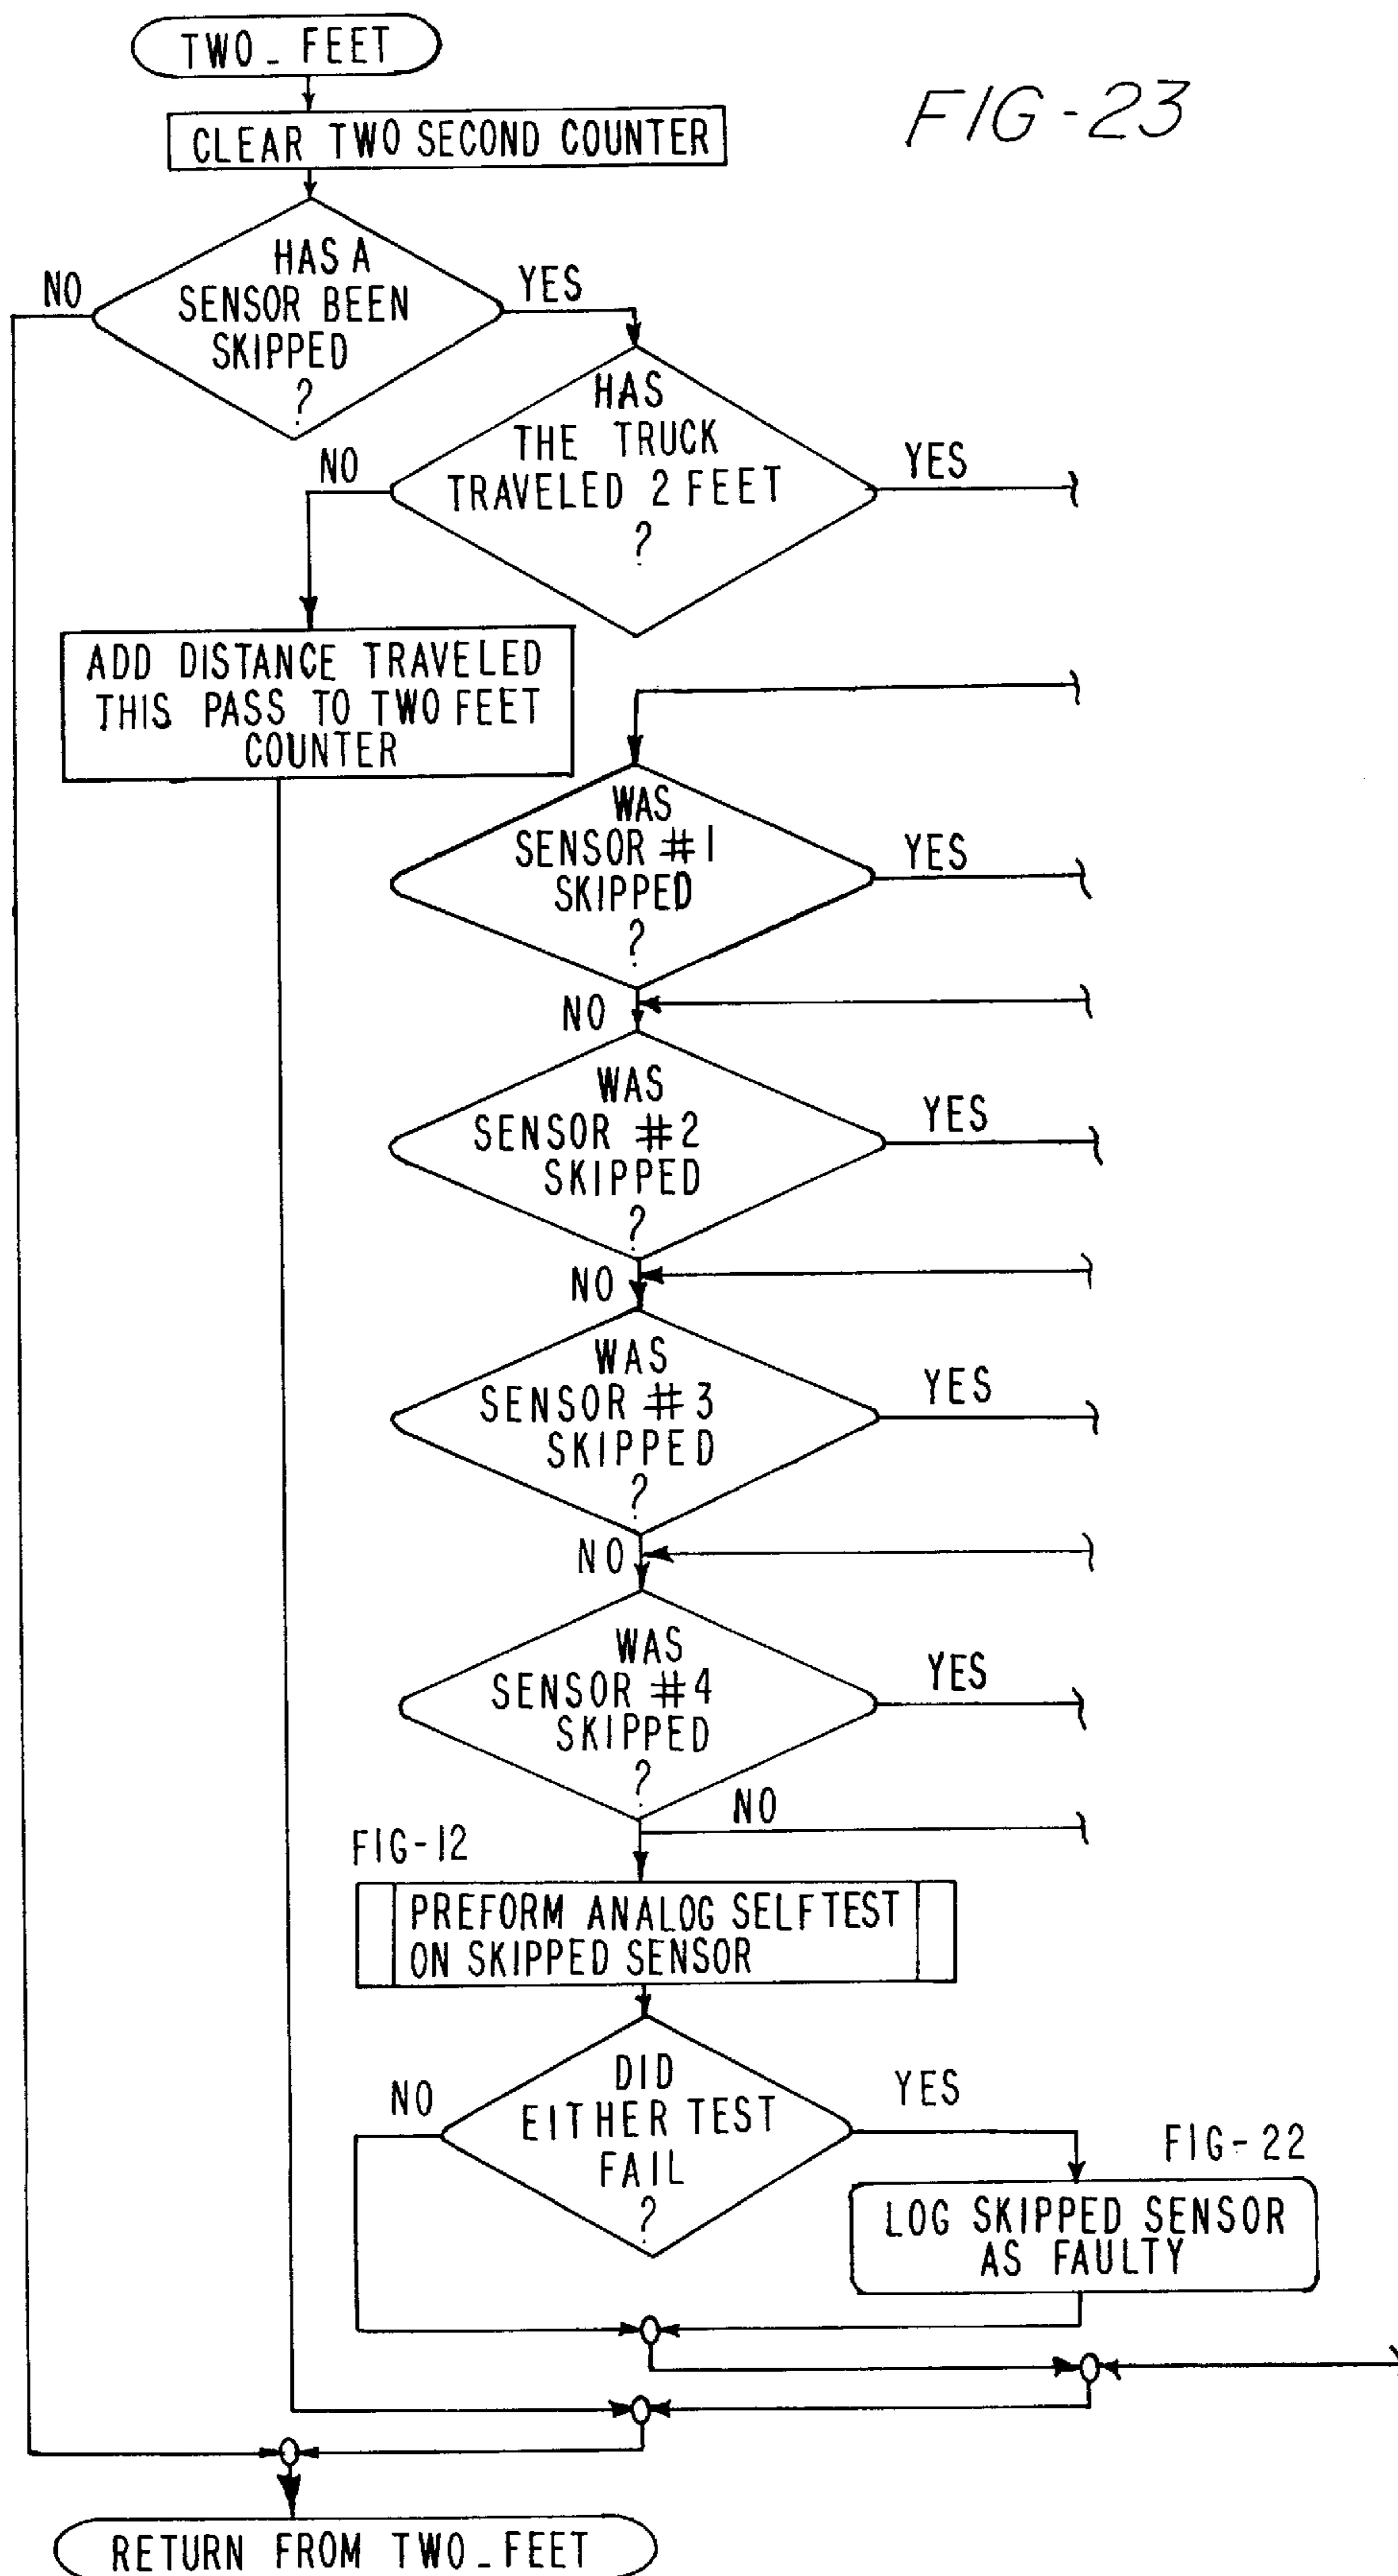 TWO_FEET
FIG-23
CLEAR TWO SECOND COUNTER
HAS A
SENSOR BEEN
SKIPPED
?
NO
YES
HAS
THE TRUCK
TRAVELED 2 FEET
?
NO
YES
ADD DISTANCE TRAVELED
THIS PASS TO TWO FEET
COUNTER
WAS
SENSOR #1
SKIPPED
?
YES
NO
WAS
SENSOR #2
SKIPPED
?
YES
NO
WAS
SENSOR #3
SKIPPED
?
YES
NO
WAS
SENSOR #4
SKIPPED
?
YES
NO
FIG-12
PREFORM ANALOG SELFTEST
ON SKIPPED SENSOR
DID
EITHER TEST
FAIL
?
NO
YES
FIG-22
LOG SKIPPED SENSOR
AS FAULTY
RETURN FROM TWO_FEET